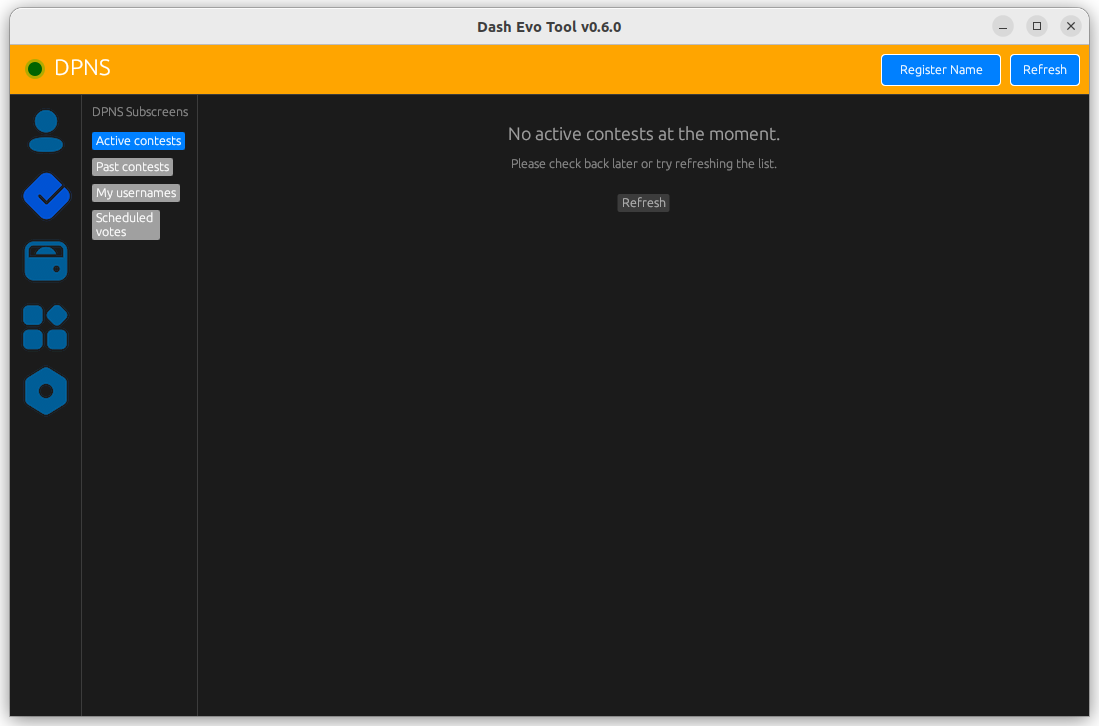 Dash Evo Tool v0.6.0
DPNS
Register Name
Refresh
DPNS Subscreens
Active contests
Past contests
My usernames
Scheduled
votes
No active contests at the moment.
Please check back later or try refreshing the list.
Refresh